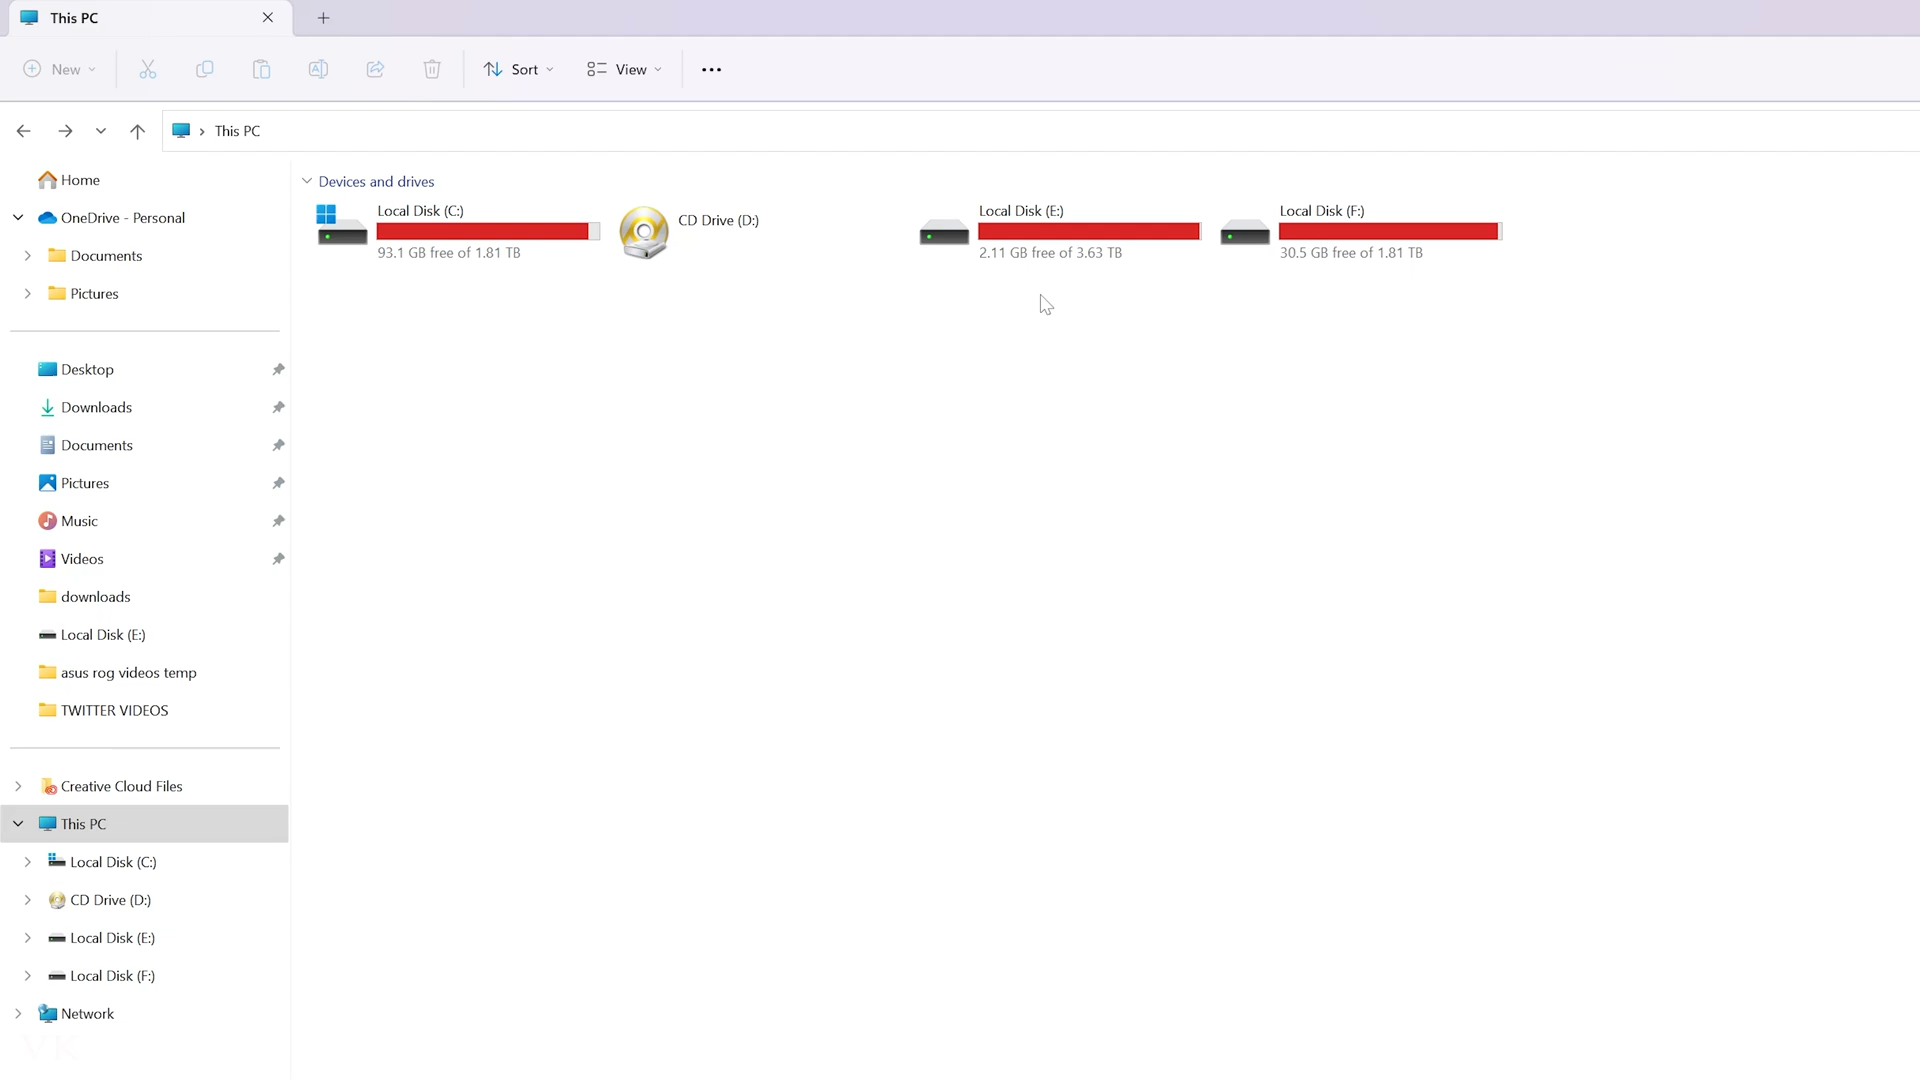 This PC
New
Sort
View
This PC
Home
OneDrive - Personal
Documents
Pictures
Desktop
Downloads
Documents
Pictures
Music
Videos
downloads
Local Disk (E:)
asus rog videos temp
TWITTER VIDEOS
Creative Cloud Files
This PC
Local Disk (C:)
CD Drive (D:)
Local Disk (E:)
Local Disk (F:)
Network
VK
Devices and drives
Local Disk (C:)
93.1 GB free of 1.81 TB
CD Drive (D:)
Local Disk (E:)
2.11 GB free of 3.63 TB
Local Disk (F:)
30.5 GB free of 1.81 TB